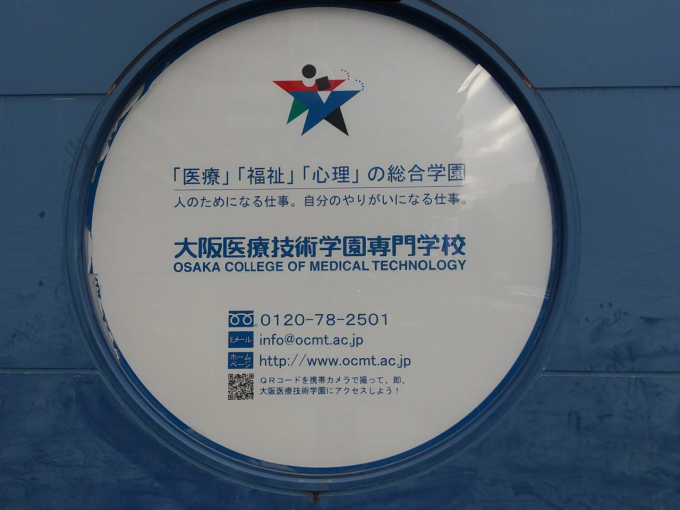 「医療」「福祉」「心理」の総合学園
人のためになる仕事。自分のやりがいになる仕事。
大阪医療技術学園専門学校
OSAKA COLLEGE OF MEDICAL TECHNOLOGY
0120-78-2501
Eメール info@ocmt.ac.jp
ホームページ http://www.ocmt.ac.jp
QRコードを携帯カメラで撮って、即、
大阪医療技術学園にアクセスしよう!